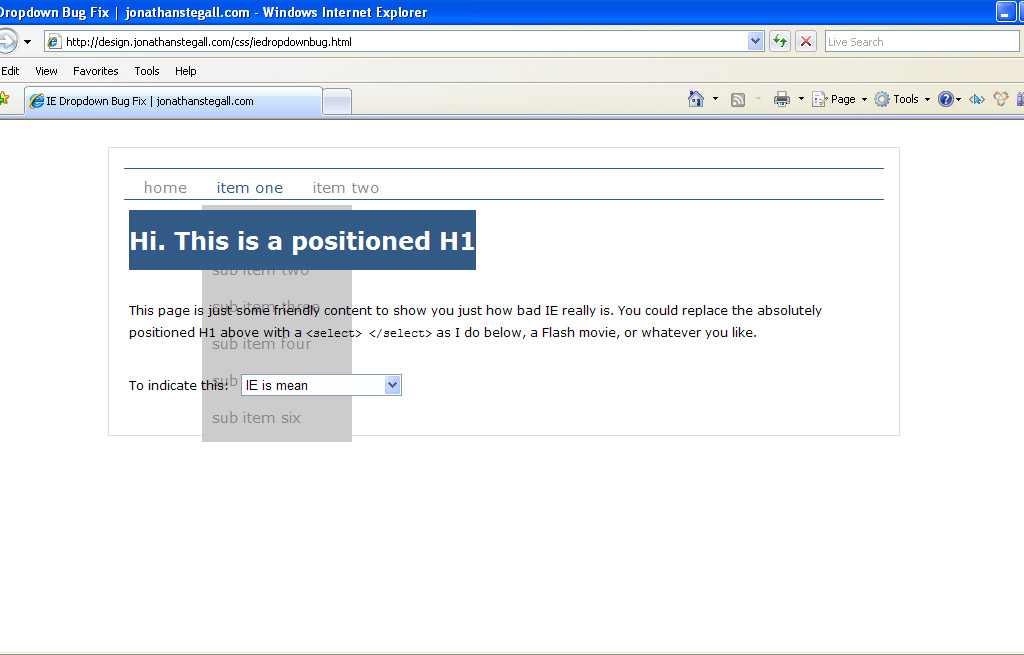 Dropdown Bug Fix | jonathanstegall.com - Windows Internet Explorer
http://design.jonathanstegall.com/css/iedropdownbug.html
Live Search
Edit View Favorites Tools Help
IE Dropdown Bug Fix | jonathanstegall.com
Page Tools
home item one item two
Hi. This is a positioned H1
sub item two
sub item three
This page is just some friendly content to show you just how bad IE really is. You could replace the absolutely
positioned H1 above with a <select> </select> as I do below, a Flash movie, or whatever you like.
sub item four
sub
To indicate this: IE is mean
sub item six